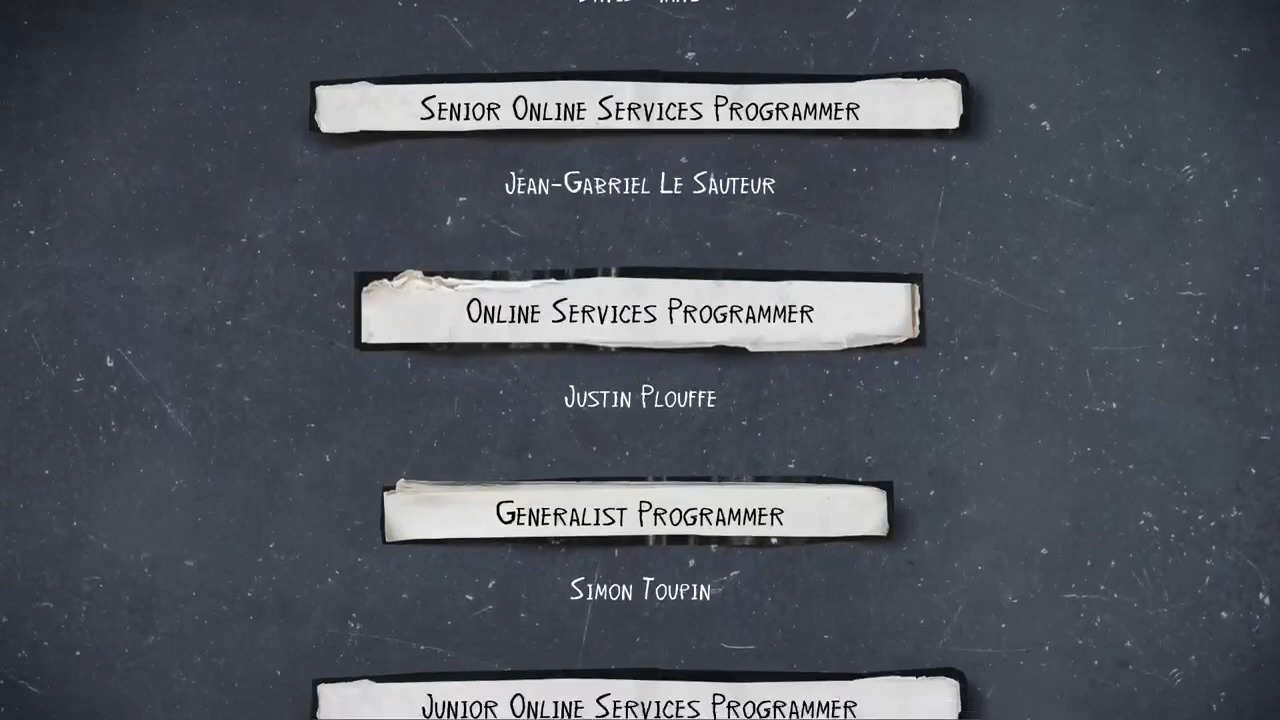 Senior Online Services Programmer
Jean-Gabriel Le Sauteur
Online Services Programmer
Justin Plouffe
Generalist Programmer
Simon Toupin
Junior Online Services Programmer